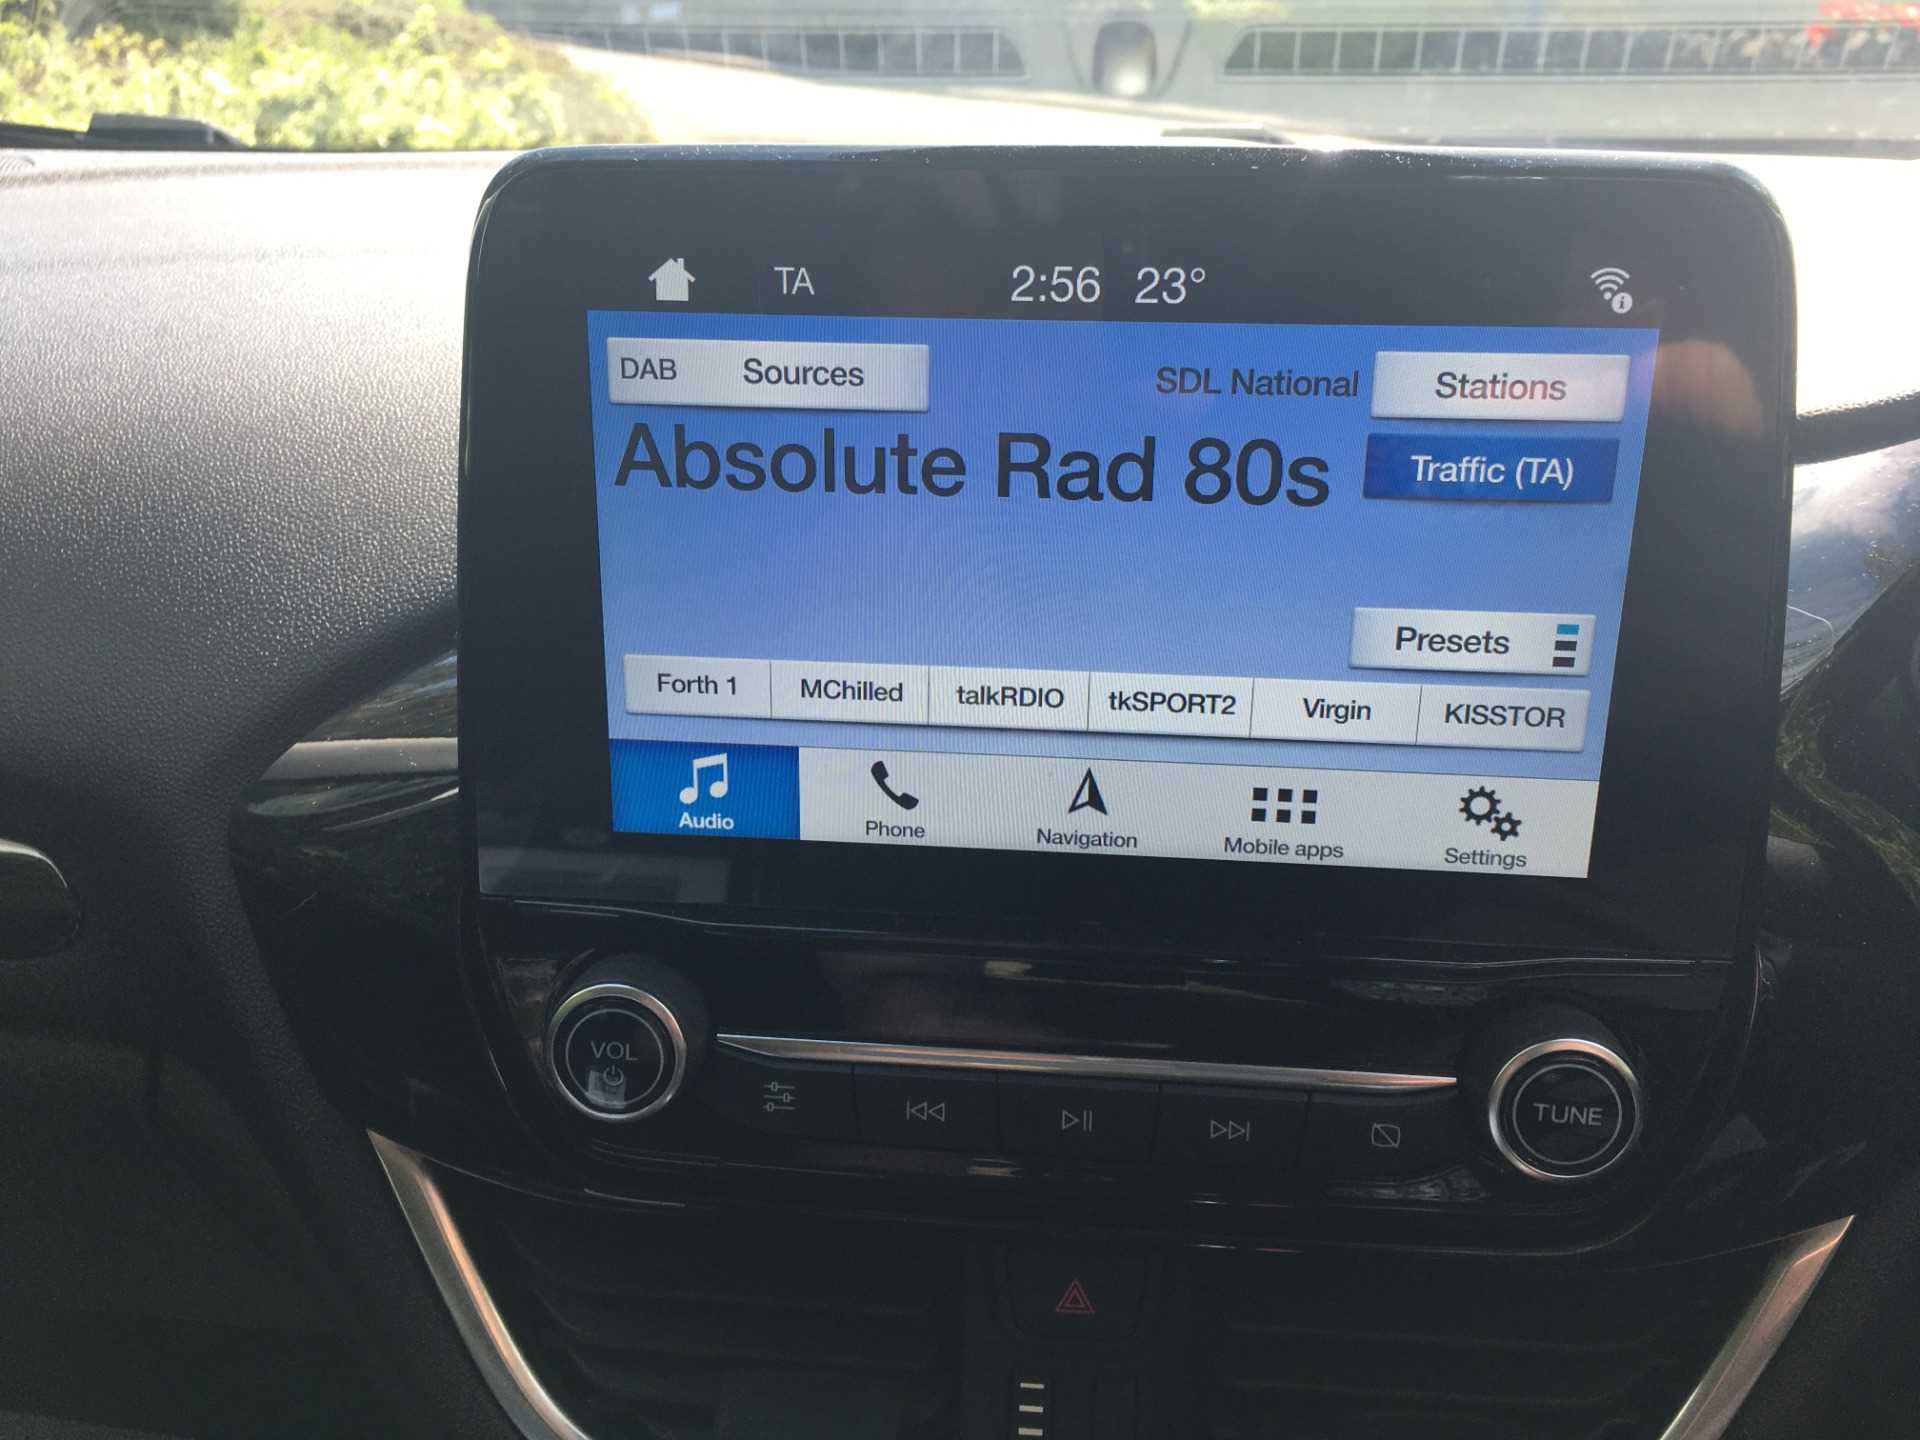 TA 2:56 23°
DAB Sources SDL National Stations
Absolute Rad 80s Traffic (TA)
Presets
Forth 1 MChilled talkRDIO tkSPORT2 Virgin KISSTOR
Audio Phone Navigation Mobile apps Settings
VOL
TUNE